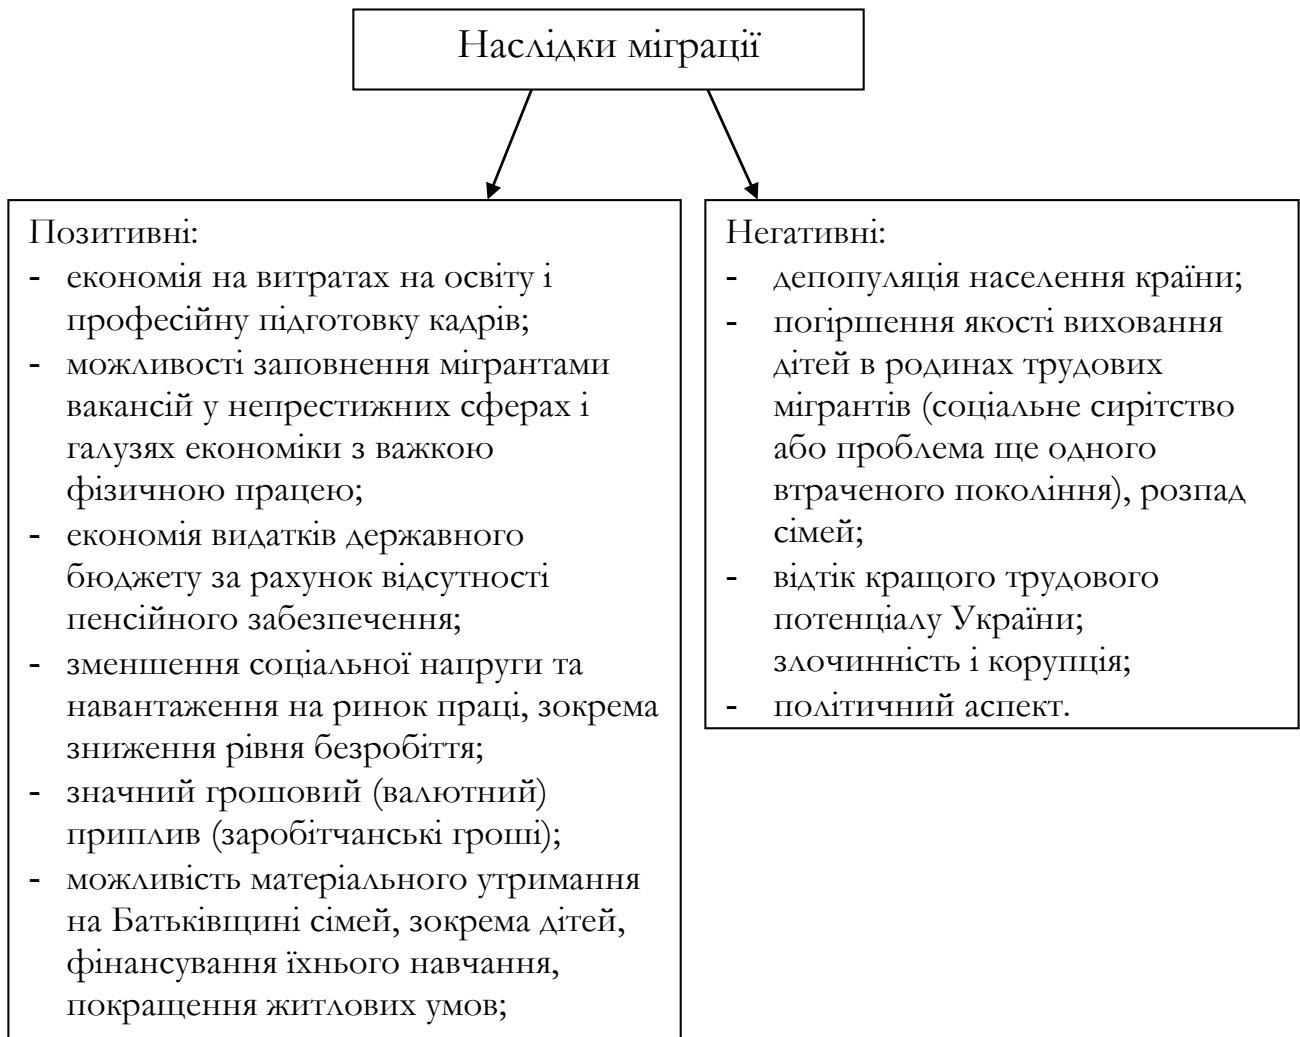 Наслідки міграції
Позитивні:
- економія на витратах на освіту і
професійну підготовку кадрів;
- можливості заповнення мігрантами
вакансій у непрестижних сферах і
галузях економіки з важкою
фізичною працею;
- економія видатків державного
бюджету за рахунок відсутності
пенсійного забезпечення;
- зменшення соціальної напруги та
навантаження на ринок праці, зокрема
зниження рівня безробіття;
- значний грошовий (валютний)
приплив (заробітчанські гроші);
- можливість матеріального утримання
на Батьківщині сімей, зокрема дітей,
фінансування їхнього навчання,
покращення житлових умов;
Негативні:
- депопуляція населення країни;
- погіршення якості виховання
дітей в родинах трудових
мігрантів (соціальне сирітство
або проблема ще одного
втраченого покоління), розпад
сімей;
- відтік кращого трудового
потенціалу України;
злочинність і корупція;
- політичний аспект.